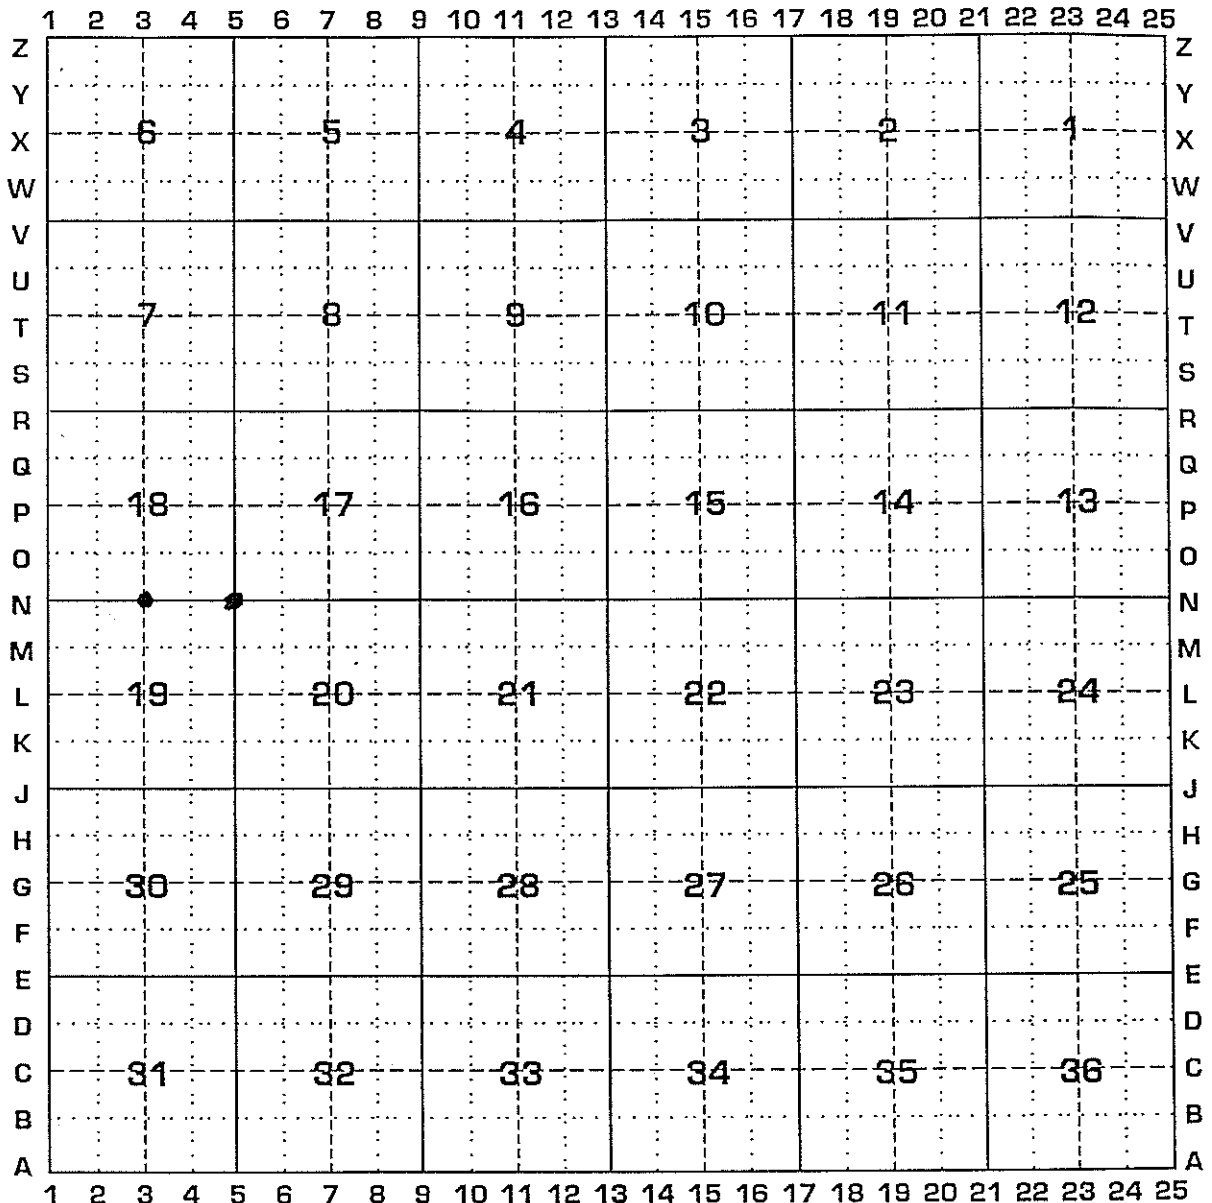 1 2 3 4 5 6 7 8 9 10 11 12 13 14 15 16 17 18 19 20 21 22 23 24 25
Z Z
Y Y
X 6 5 4 3 2 1 X
W W
V V
U U
T 7 8 9 10 11 12 T
S S
R R
Q Q
P 18 17 16 15 14 13 P
O O
N N
M M
L 19 20 21 22 23 24 L
K K
J J
H H
G 30 29 28 27 26 25 G
F F
E E
D D
C 31 32 33 34 35 36 C
B B
A A
1 2 3 4 5 6 7 8 9 10 11 12 13 14 15 16 17 18 19 20 21 22 23 24 25